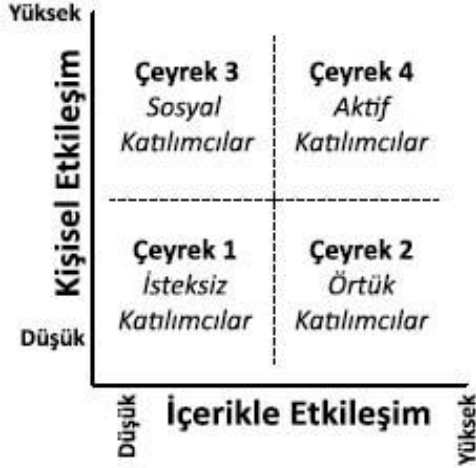 Yüksek
Kişisel Etkileşim
Düşük
Çeyrek 3
Sosyal
Katılımcılar
Çeyrek 4
Aktif
Katılımcılar
Çeyrek 1
İsteksiz
Katılımcılar
Çeyrek 2
Örtük
Katılımcılar
Düşük
İçerikle Etkileşim
Yüksek